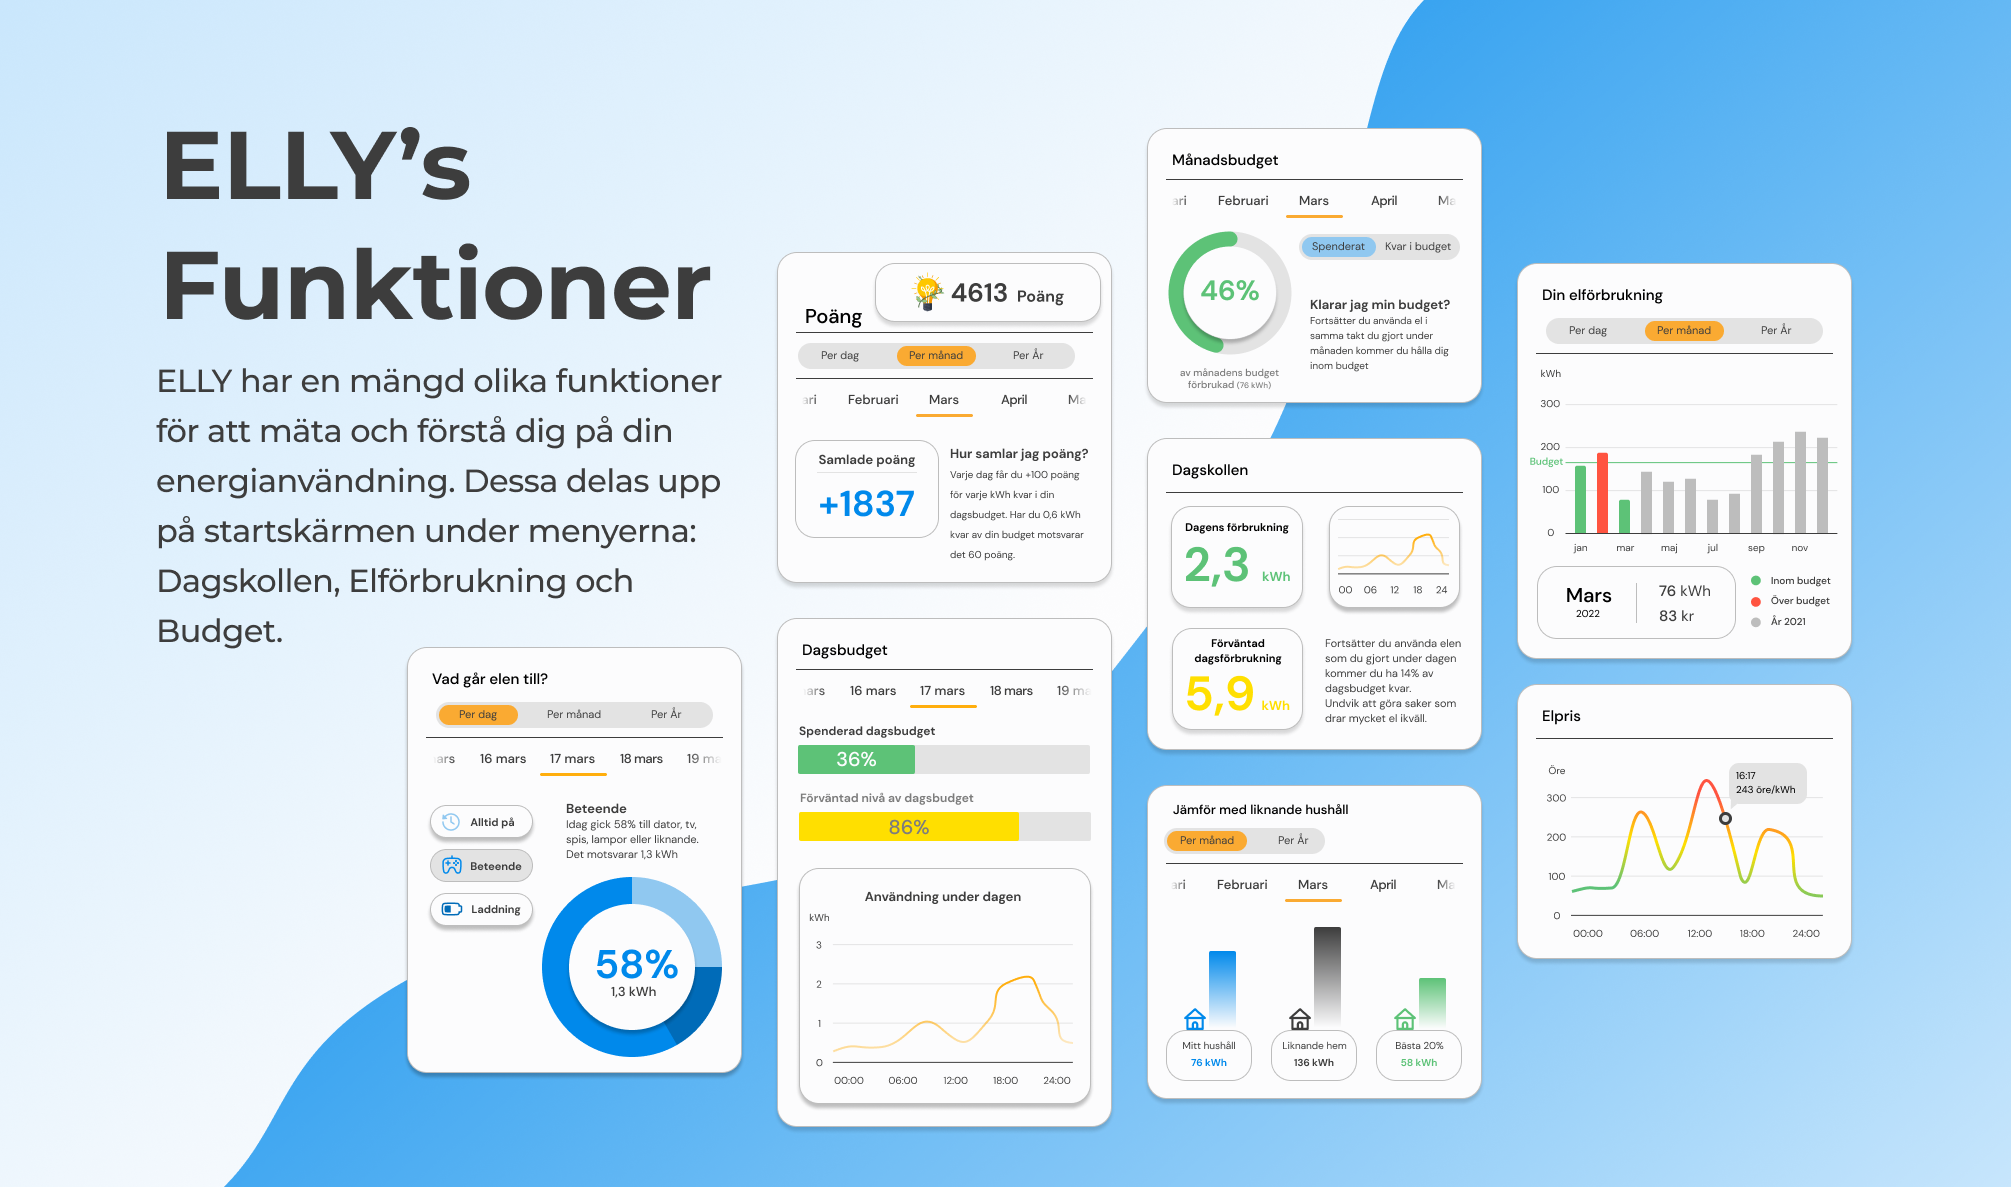 ELLY’s
Funktioner
ELLY har en mängd olika funktioner
för att mäta och förstå dig på din
energianvändning. Dessa delas upp
på startskärmen under menyerna:
Dagskollen, Elförbrukning och
Budget.
Vad går elen till?
Per dag Per månad Per År
ars 16 mars 17 mars 18 mars 19 m
Alltid på
Beteende
Laddning
Beteende
Idag gick 58% till dator, tv,
spis, lampor eller liknande.
Det motsvarar 1,3 kWh
58%
1,3 kWh
4613 Poäng
Poäng
Per dag Per månad Per År
ari Februari Mars April Ma
Samlade poäng
+1837
Hur samlar jag poäng?
Varje dag får du +100 poäng
för varje kWh kvar i din
dagsbudget. Har du 0,6 kWh
kvar av din budget motsvarar
det 60 poäng.
Dagsbudget
ars 16 mars 17 mars 18 mars 19 m
Spenderad dagsbudget
36%
Förväntad nivå av dagsbudget
86%
Användning under dagen
kWh
3
2
1
0
00:00 06:00 12:00 18:00 24:00
Månadsbudget
ari Februari Mars April Ma
46%
av månadens budget
förbrukad (76 kWh)
Spenderat Kvar i budget
Klarar jag min budget?
Fortsätter du använda el i
samma takt du gjort under
månaden kommer du hålla dig
inom budget
Dagskollen
Dagens förbrukning
2,3 kWh
00 06 12 18 24
Förväntad
dagsförbrukning
5,9 kWh
Fortsätter du använda elen
som du gjort under dagen
kommer du ha 14% av
dagsbudget kvar.
Undvik att göra saker som
drar mycket el ikväll.
Jämför med liknande hushåll
Per månad Per År
ari Februari Mars April Ma
Mitt hushåll
76 kWh
Liknande hem
136 kWh
Bästa 20%
58 kWh
Din elförbrukning
Per dag Per månad Per År
kWh
300
200
Budget
100
0
jan mar maj jul sep nov
Mars
2022
76 kWh
83 kr
Inom budget
Över budget
År 2021
Elpris
Öre
16:17
243 öre/kWh
300
200
100
0
00:00 06:00 12:00 18:00 24:00